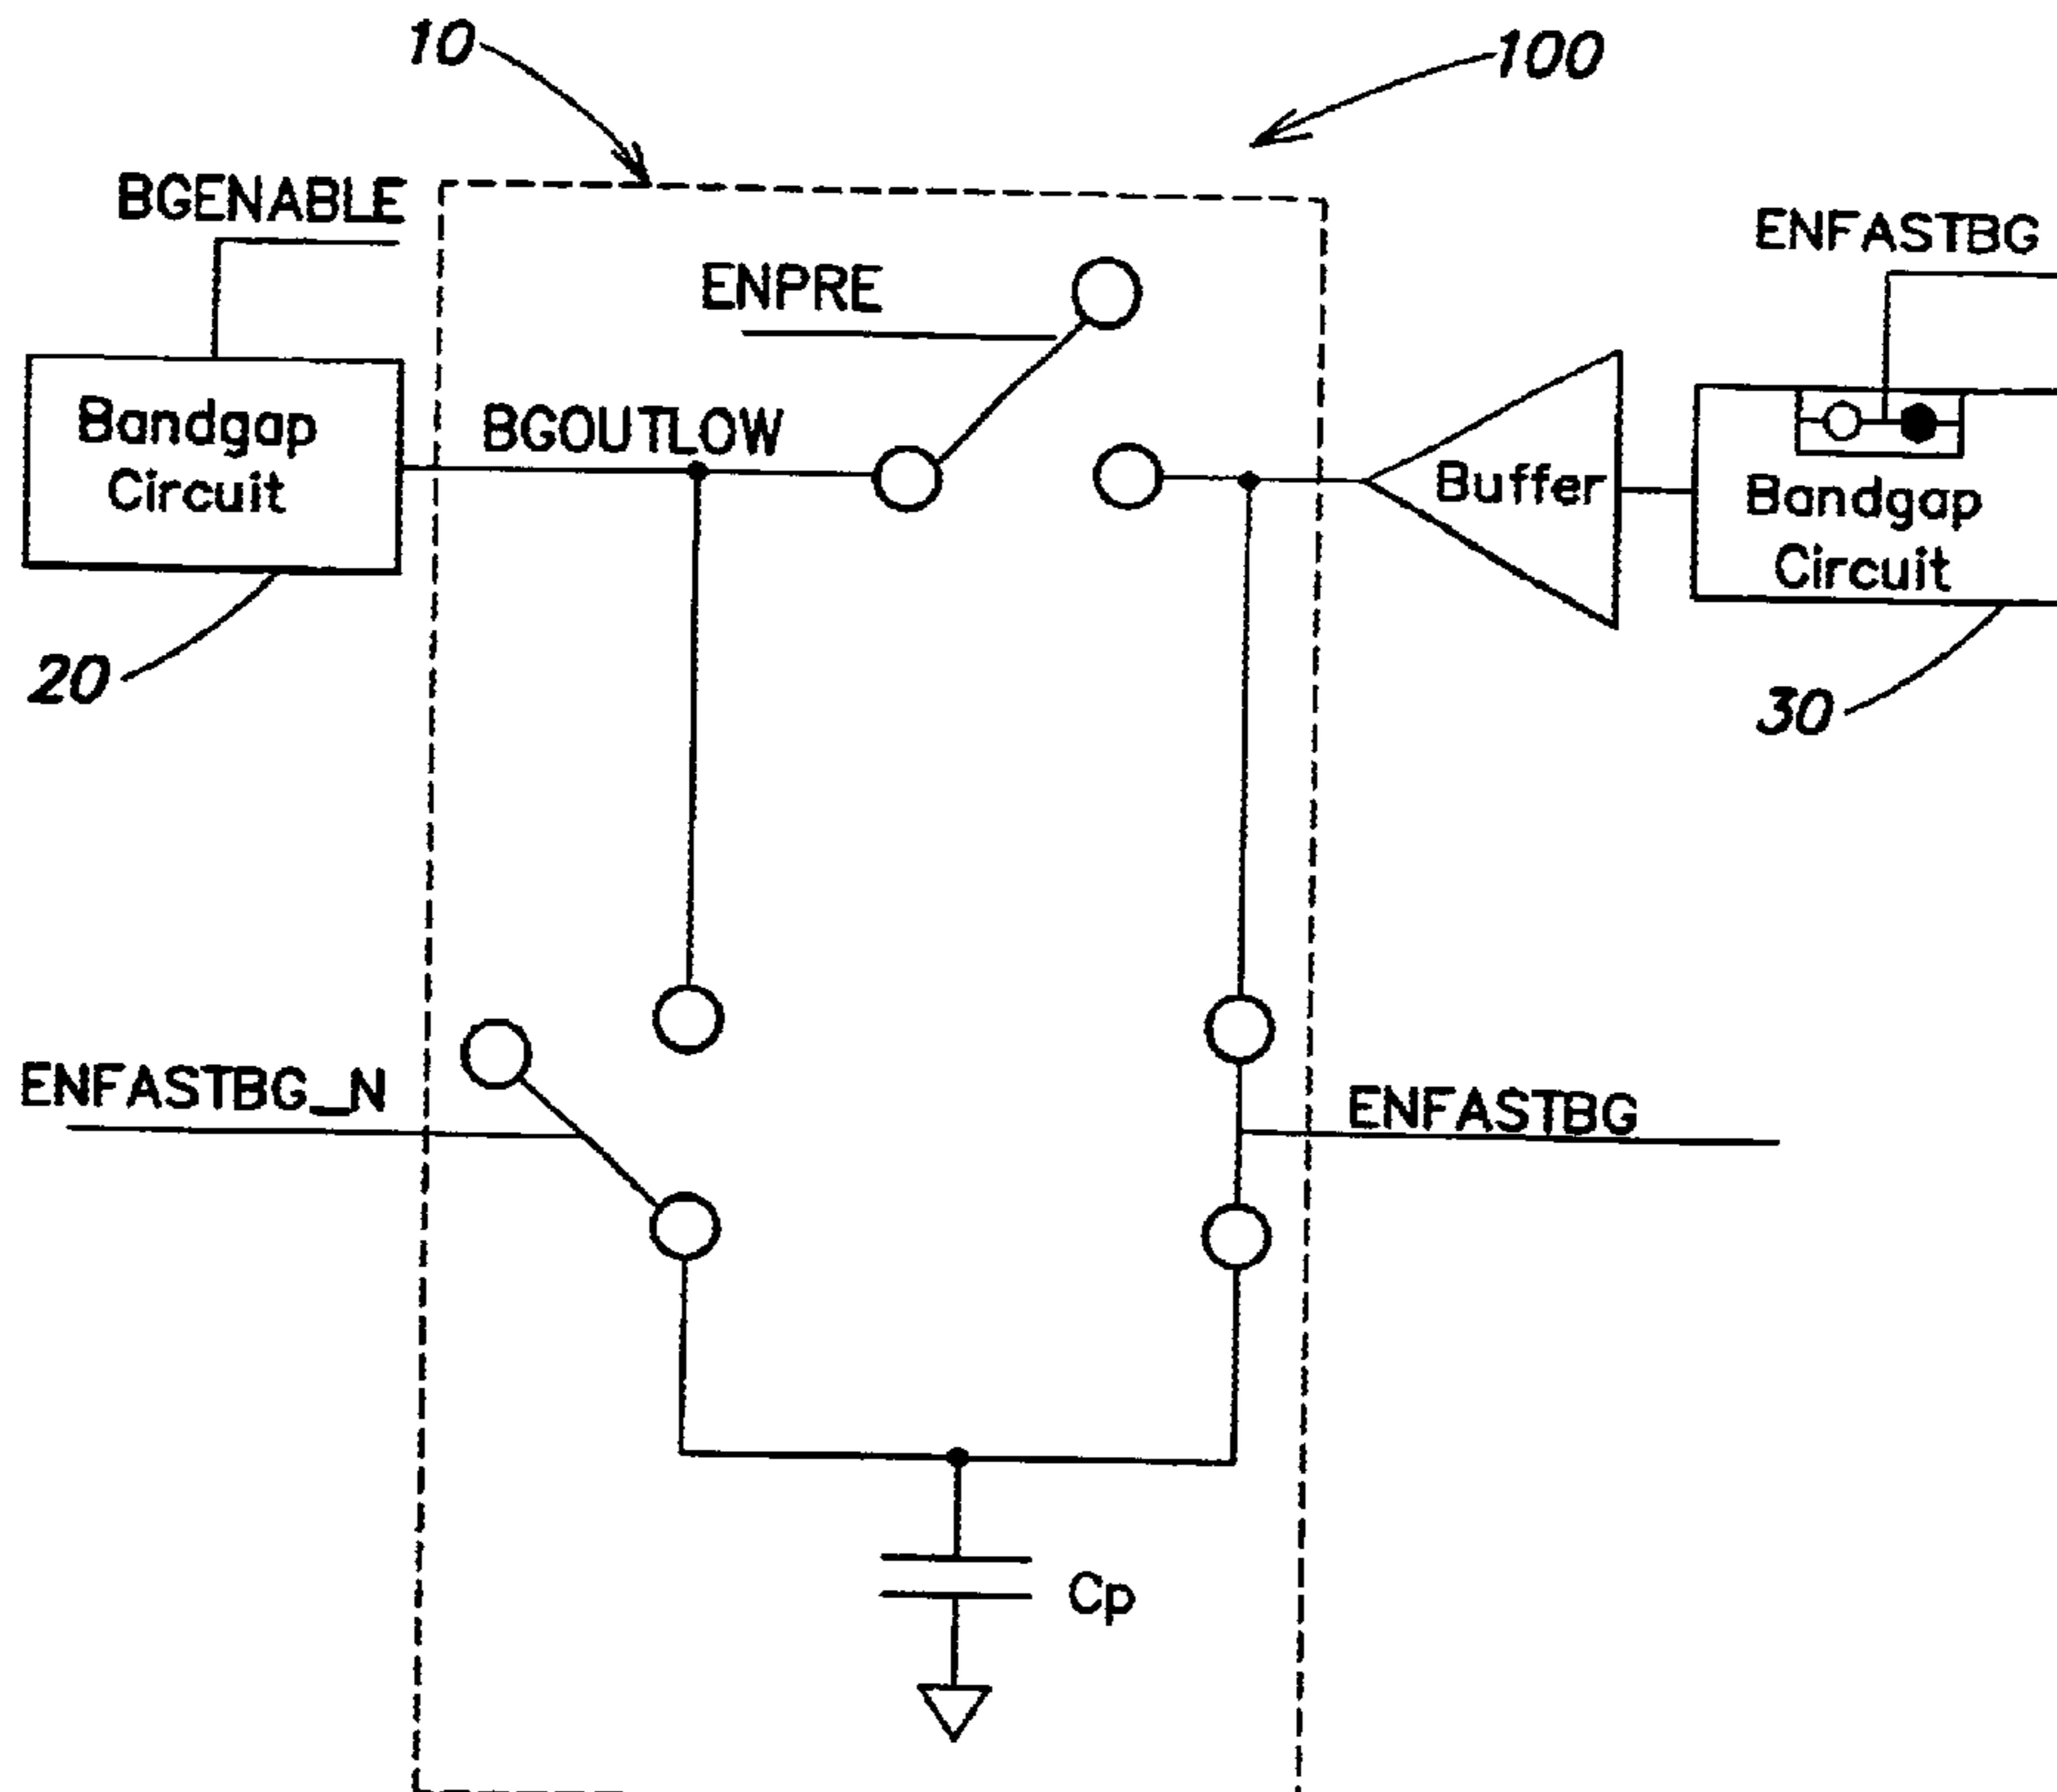 10
100
BGENABLE
ENFASTBG
ENPRE
Bandgap
Circuit
BGOUTLOW
Buffer
Bandgap
Circuit
20
30
ENFASTBG_N
ENFASTBG
Cp